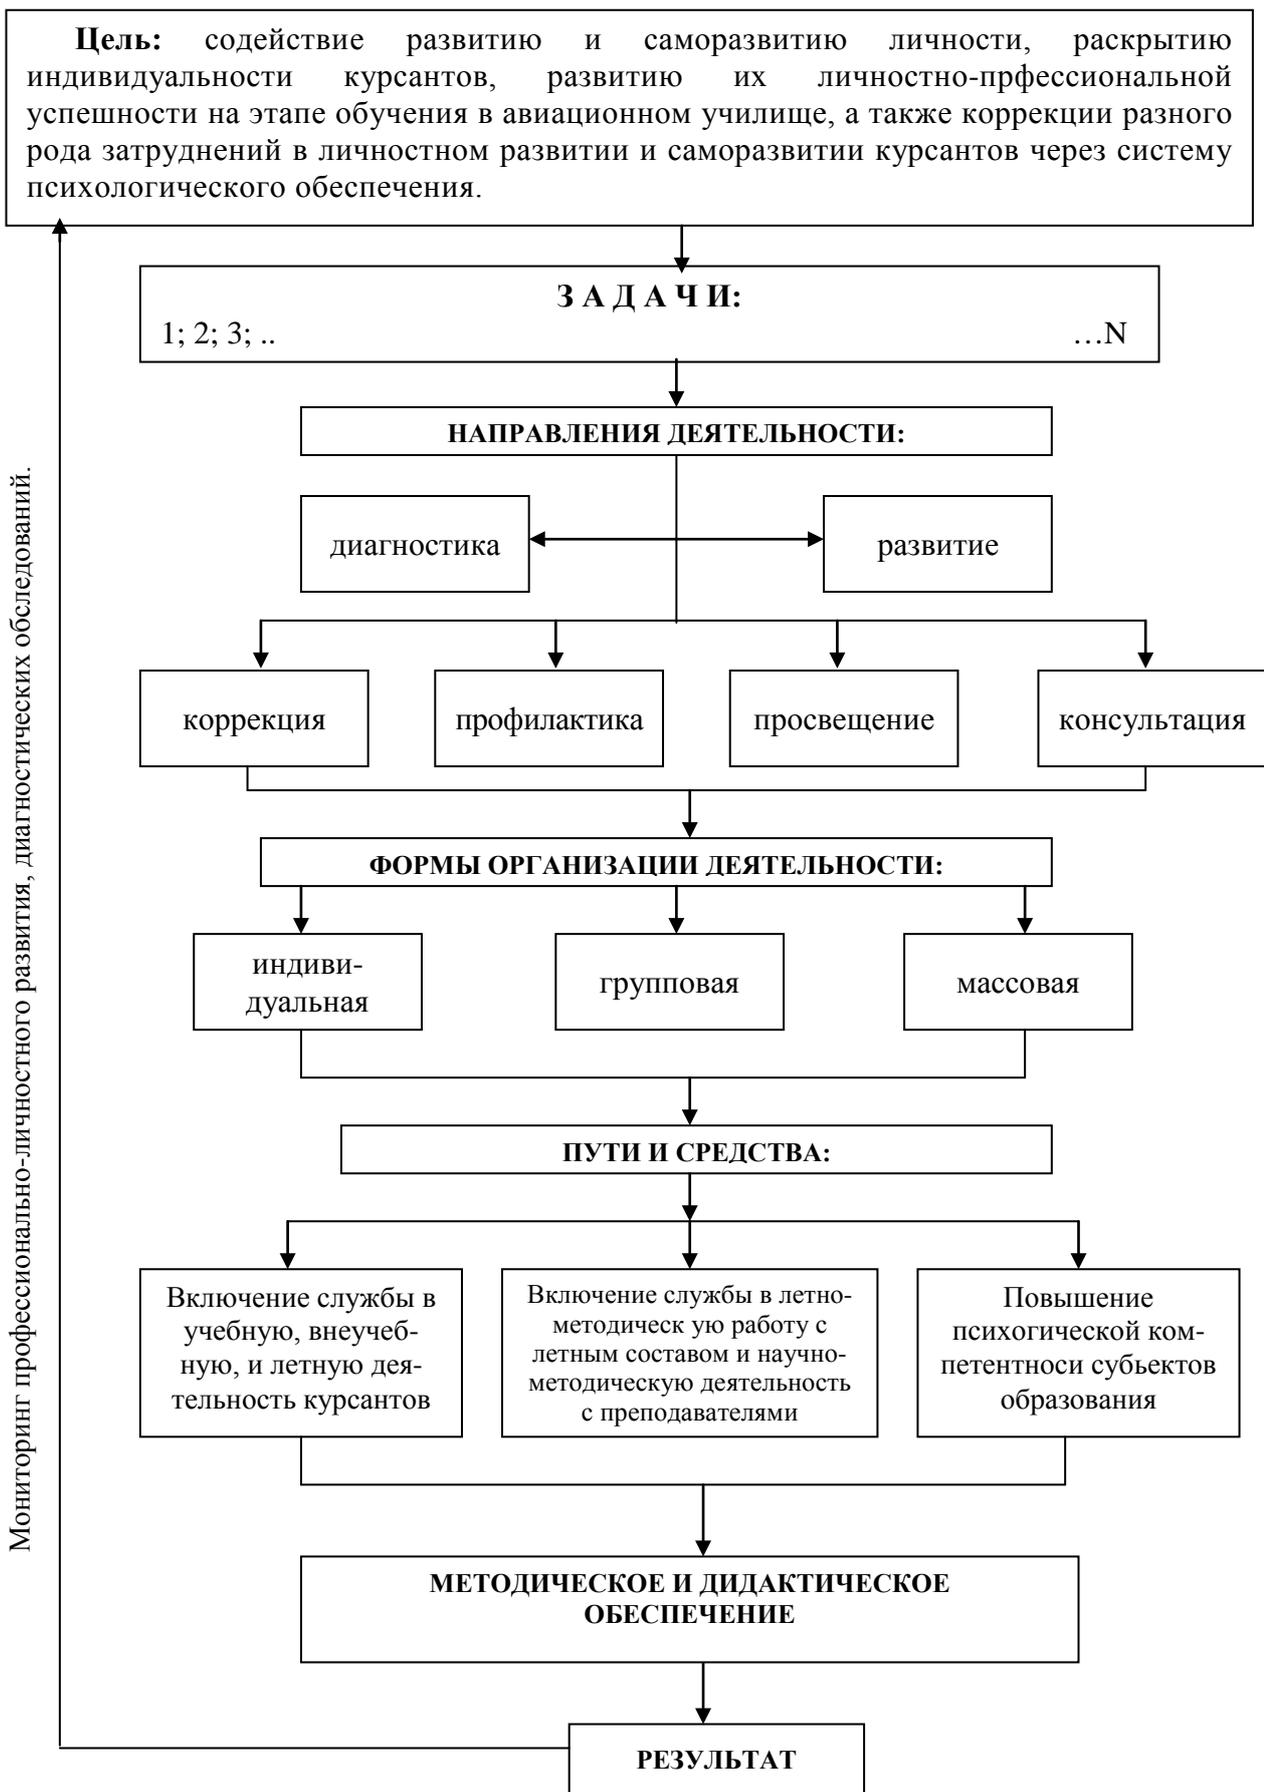 Цель: содействие развитию и саморазвитию личности, раскрытию
индивидуальности курсантов, развитию их личностно-прфессиональной
успешности на этапе обучения в авиационном училище, а также коррекции разного
рода затруднений в личностном развитии и саморазвитии курсантов через систему
психологического обеспечения.
З А Д А Ч И:
1; 2; 3; .. …N
НАПРАВЛЕНИЯ ДЕЯТЕЛЬНОСТИ:
диагностика
развитие
коррекция
профилактика
просвещение
консультация
ФОРМЫ ОРГАНИЗАЦИИ ДЕЯТЕЛЬНОСТИ:
индиви-
дуальная
групповая
массовая
ПУТИ И СРЕДСТВА:
Включение службы в
учебную, внеучеб-
ную, и летную дея-
тельность курсантов
Включение службы в летно-
методическ ую работу с
летным составом и научно-
методическую деятельность
с преподавателями
Повышение
психогической ком-
петентноси субьектов
образования
МЕТОДИЧЕСКОЕ И ДИДАКТИЧЕСКОЕ
ОБЕСПЕЧЕНИЕ
РЕЗУЛЬТАТ
Мониторинг профессионально-личностного развития, диагностических обследований.